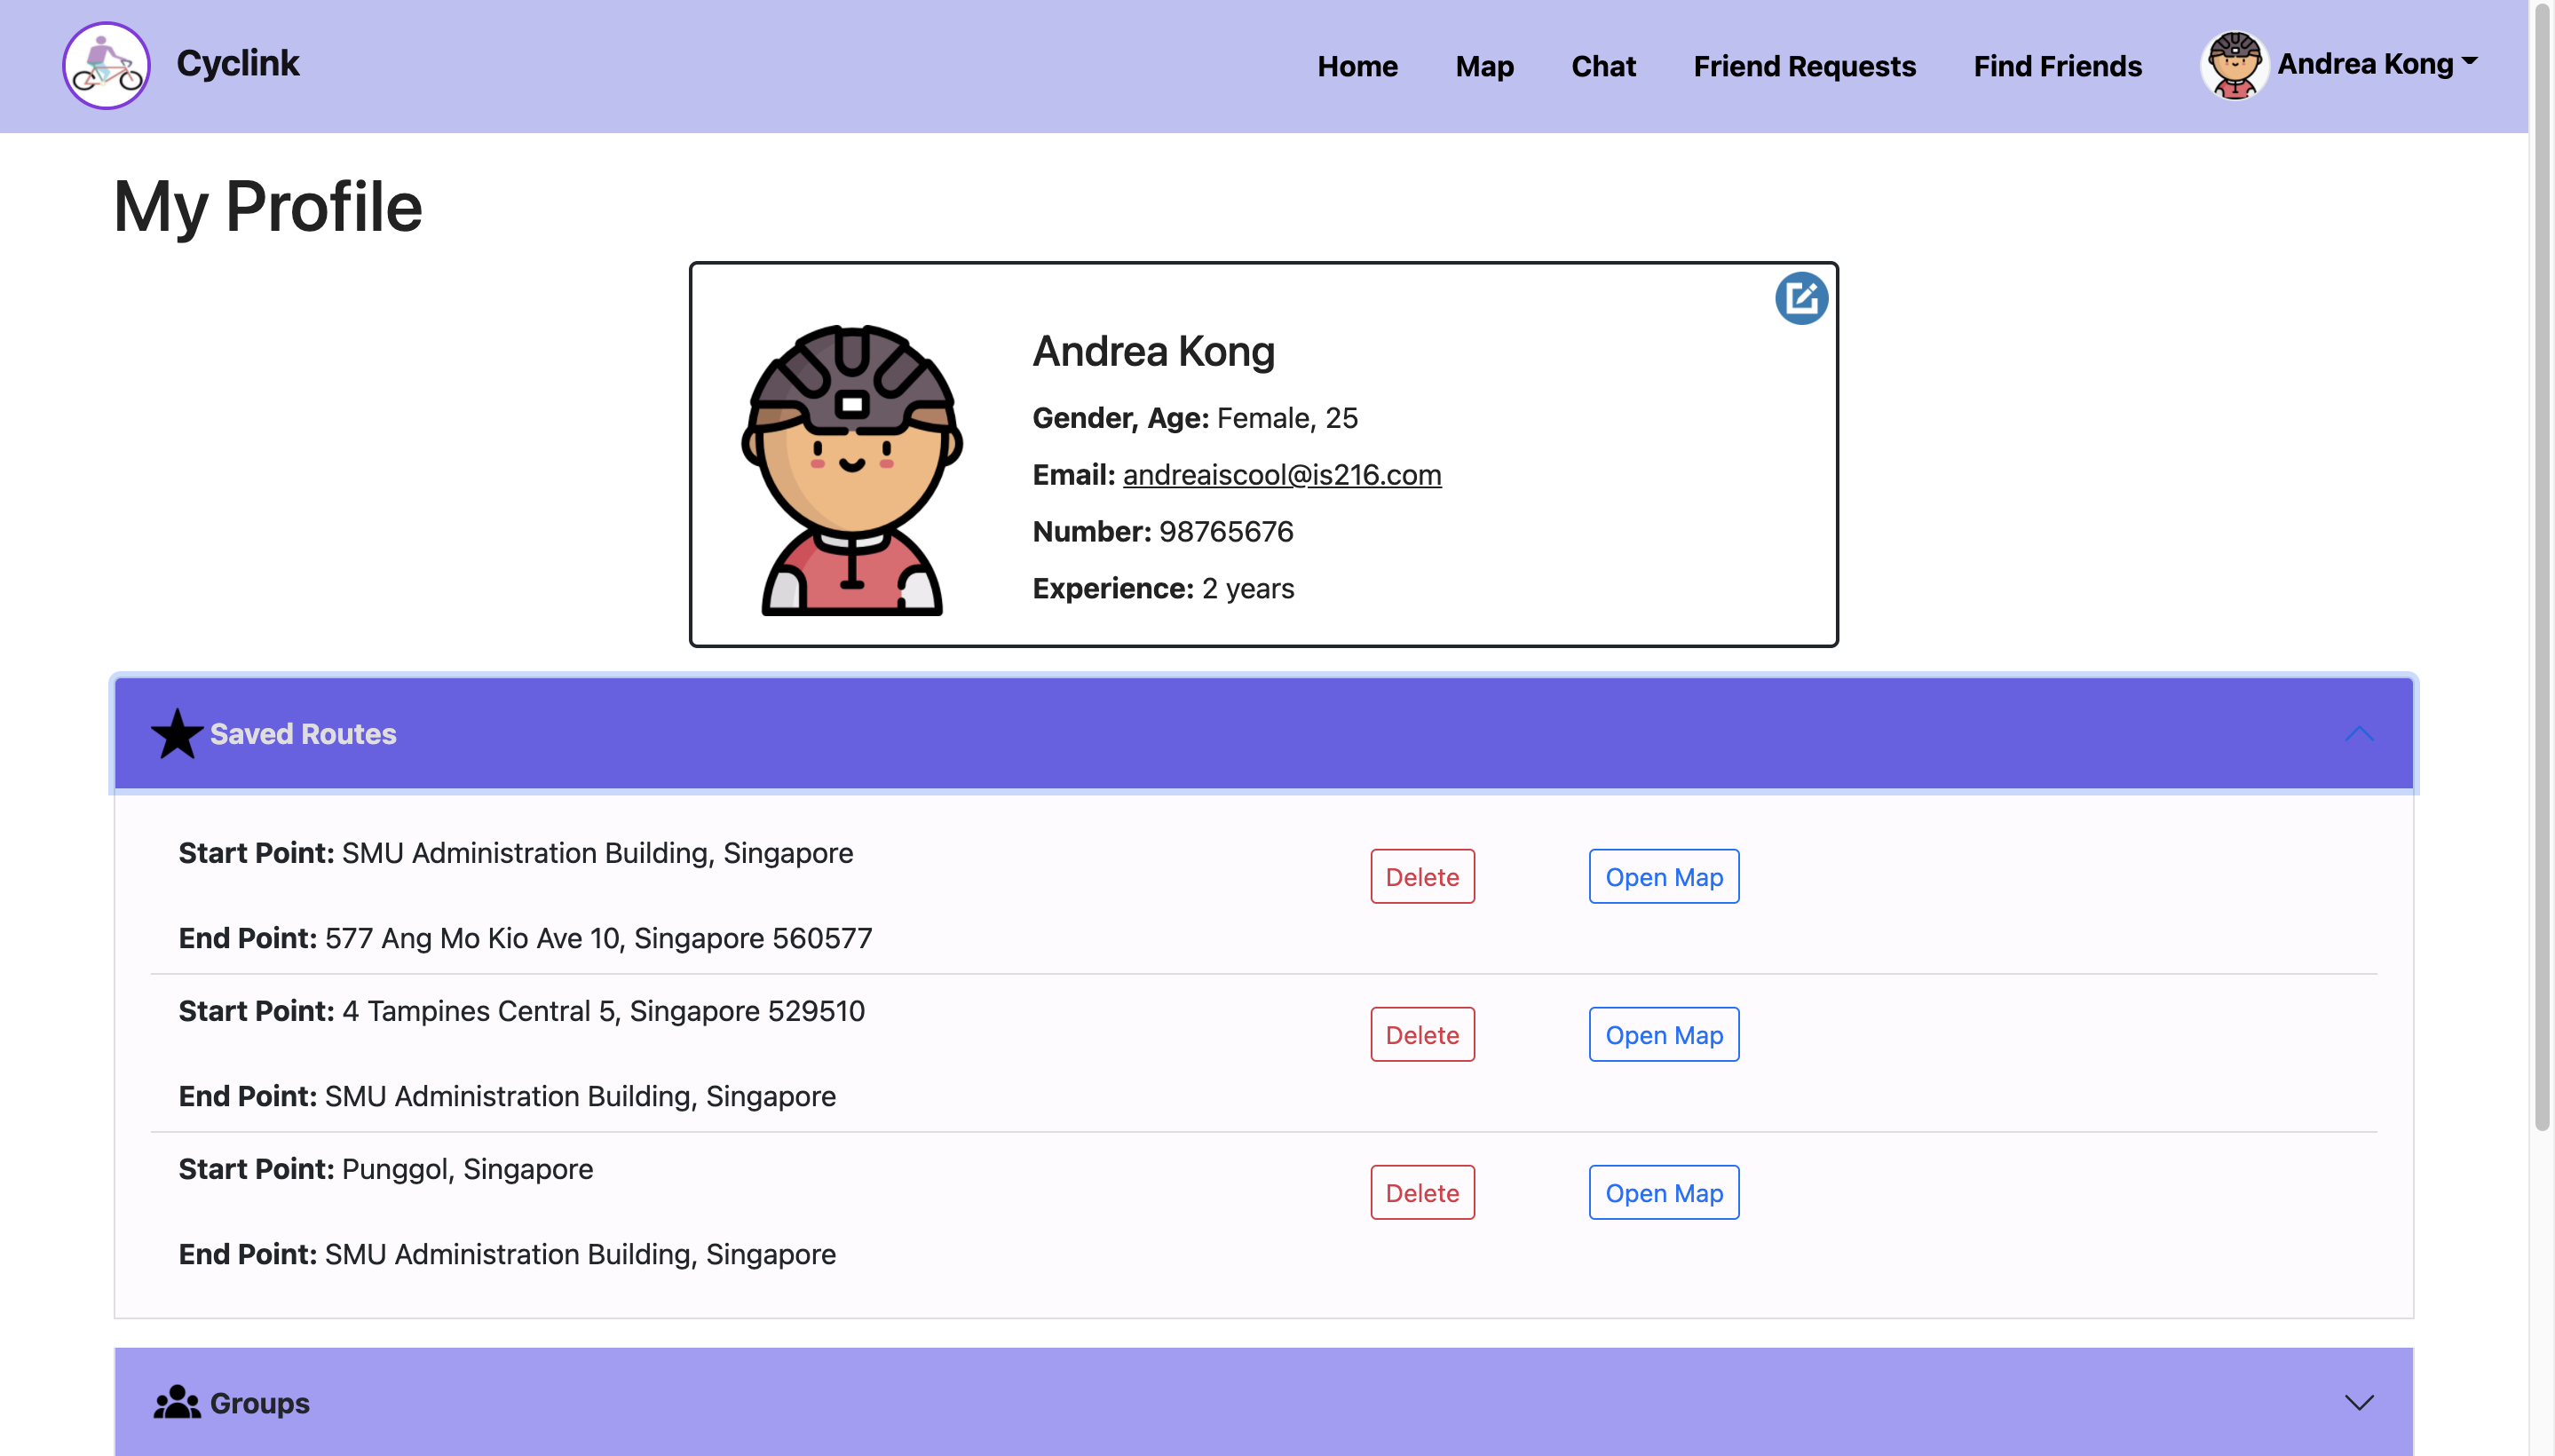 Cyclink
Home Map Chat Friend Requests Find Friends Andrea Kong
My Profile
Andrea Kong
Gender, Age: Female, 25
Email: andreaiscool@is216.com
Number: 98765676
Experience: 2 years
Saved Routes
Start Point: SMU Administration Building, Singapore
Delete Open Map
End Point: 577 Ang Mo Kio Ave 10, Singapore 560577
Start Point: 4 Tampines Central 5, Singapore 529510
Delete Open Map
End Point: SMU Administration Building, Singapore
Start Point: Punggol, Singapore
Delete Open Map
End Point: SMU Administration Building, Singapore
Groups